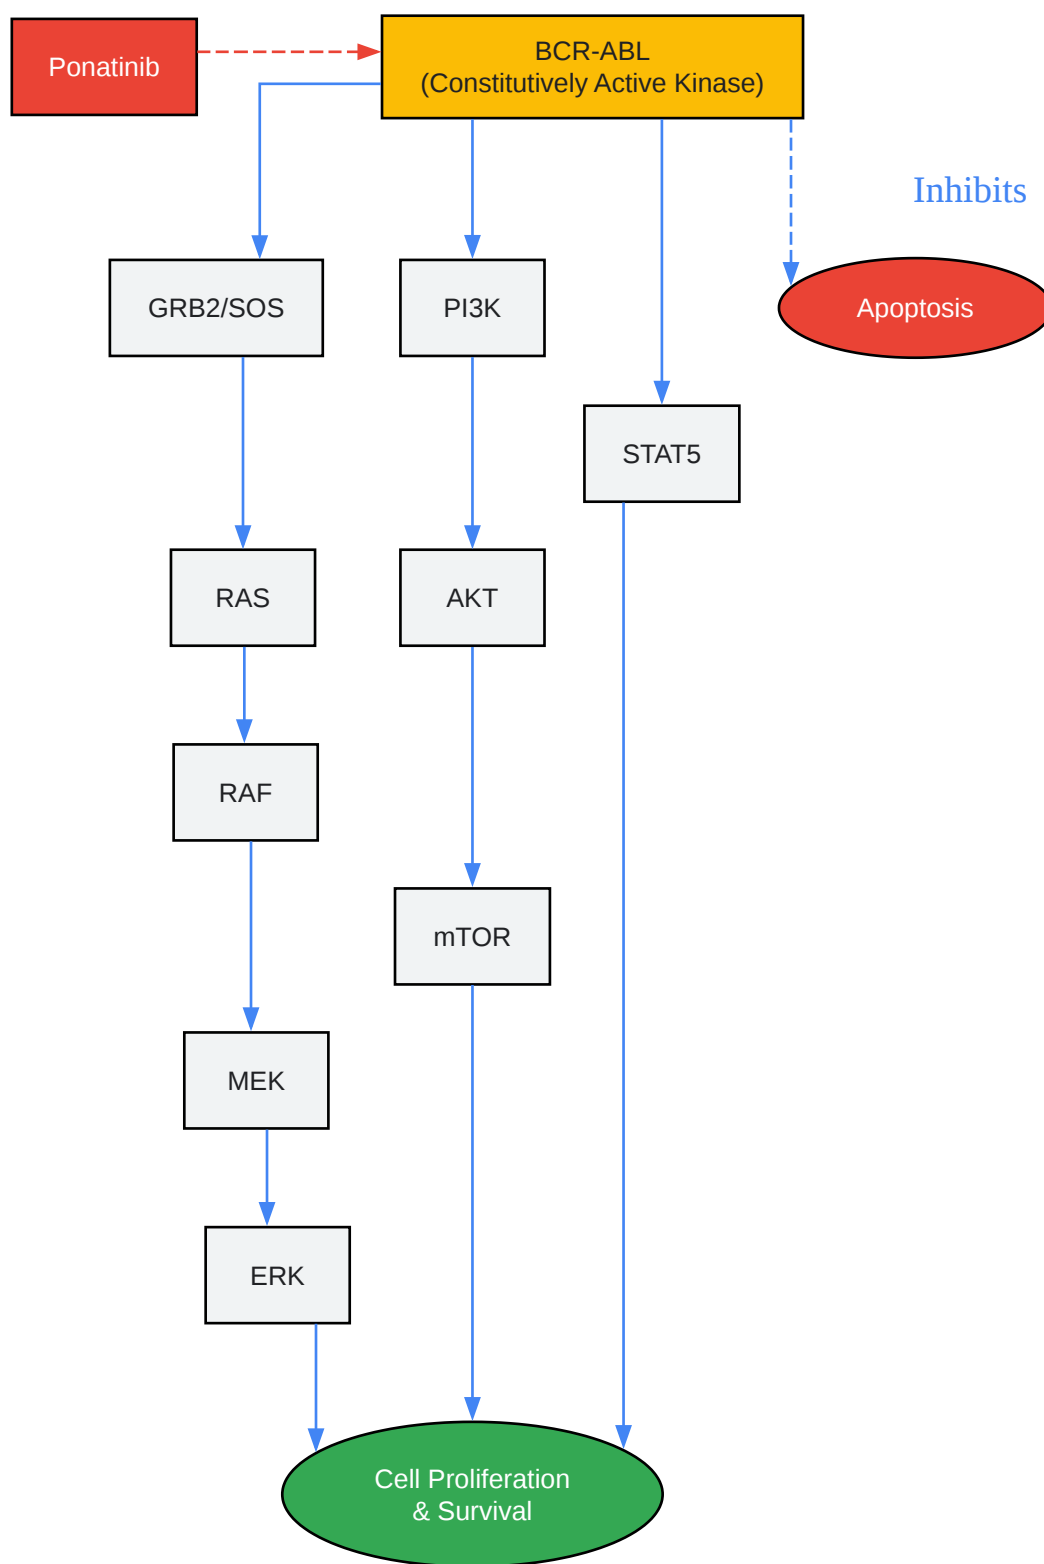 Ponatinib
BCR-ABL
(Constitutively Active Kinase)
Inhibits
GRB2/SOS
PI3K
Apoptosis
STAT5
RAS
AKT
RAF
mTOR
MEK
ERK
Cell Proliferation
& Survival